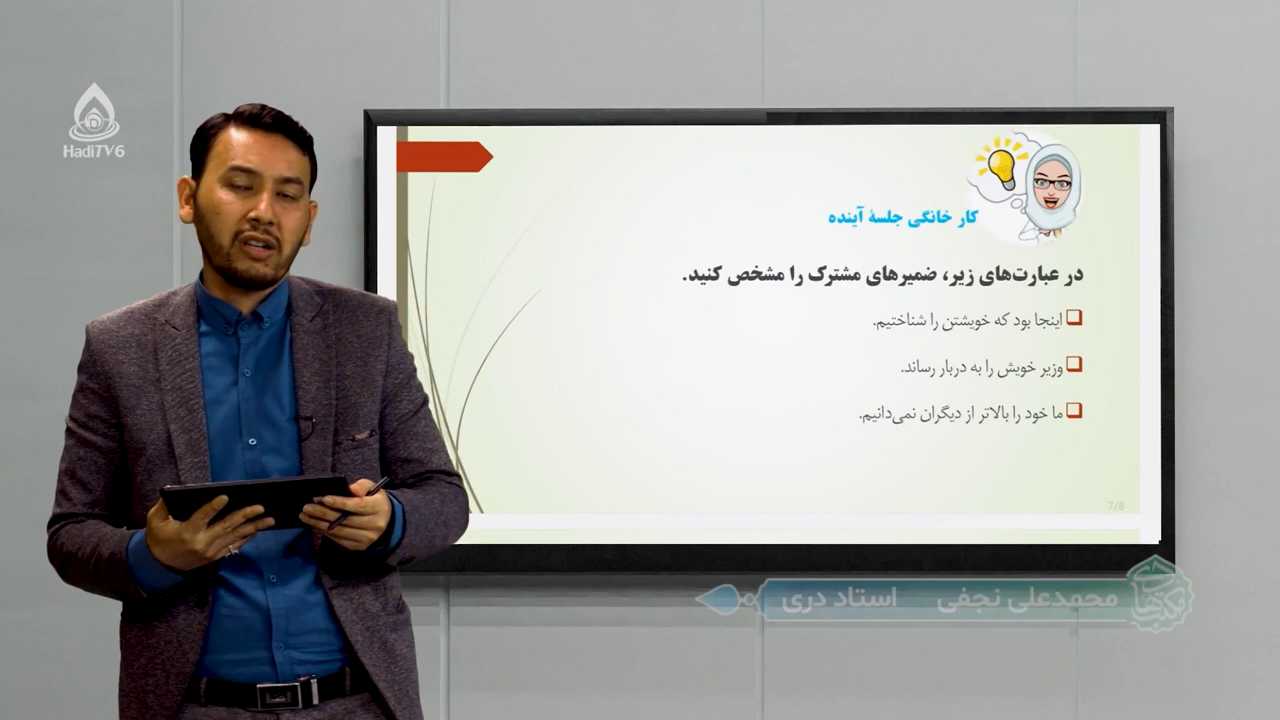 HadiTV6
کار خانگی جلسهٔ آینده
در عبارت‌های زیر، ضمیرهای مشترک را مشخص کنید.
اینجا بود که خویشتن را شناختیم.
وزیر خویش را به دربار رساند.
ما خود را بالاتر از دیگران نمی‌دانیم.
7/8
محمدعلی نجفی استاد دری